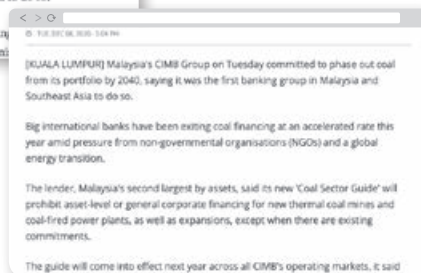 TUE, DEC 08, 2020 - 5:04 PM
[KUALA LUMPUR] Malaysia's CIMB Group on Tuesday committed to phase out coal
from its portfolio by 2040, saying it was the first banking group in Malaysia and
Southeast Asia to do so.
Big international banks have been exiting coal financing at an accelerated rate this
year amid pressure from non-governmental organisations (NGOs) and a global
energy transition.
The lender, Malaysia's second largest by assets, said its new 'Coal Sector Guide' will
prohibit asset-level or general corporate financing for new thermal coal mines and
coal-fired power plants, as well as expansions, except when there are existing
commitments.
The guide will come into effect next year across all CIMB's operating markets, it said